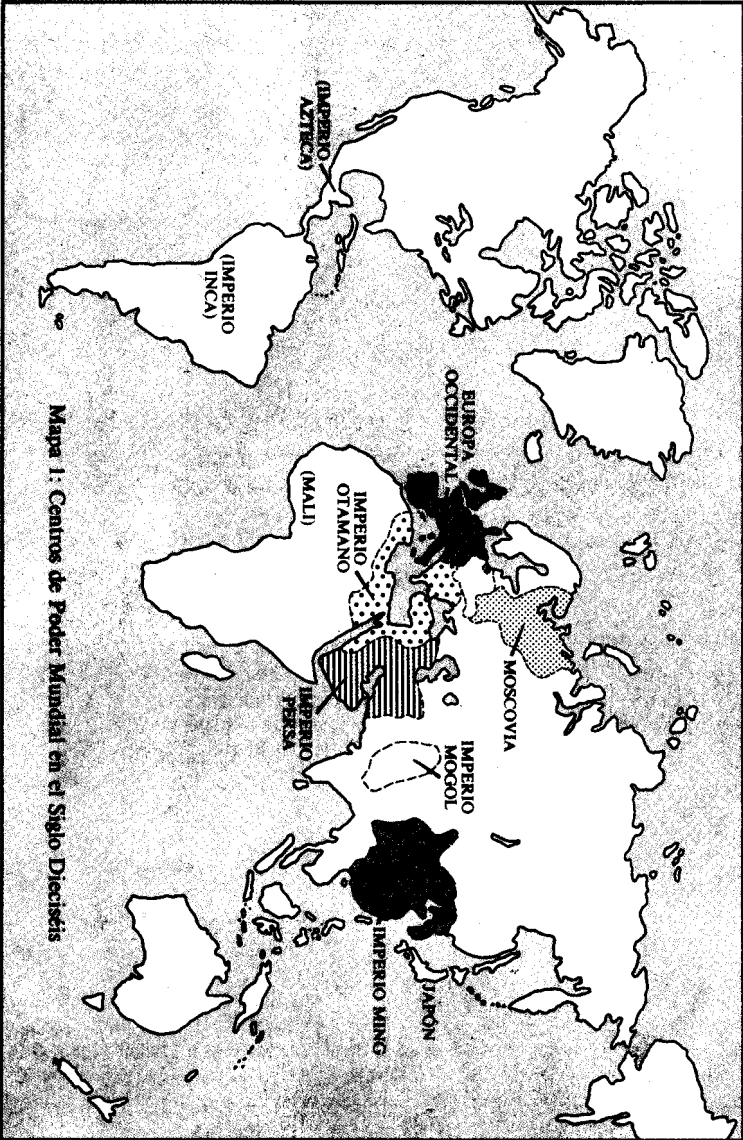 (IMPERIO
AZTECA)
(IMPERIO
INCA)
EUROPA
OCCIDENTAL
(MALI)
IMPERIO
OTAMANO
MOSCOVIA
IMPERIO
PERSA
IMPERIO
MOGOL
IMPERIO MING
JAPÓN
Mapa 1: Centros de Poder Mundial en el Siglo Dieciséis